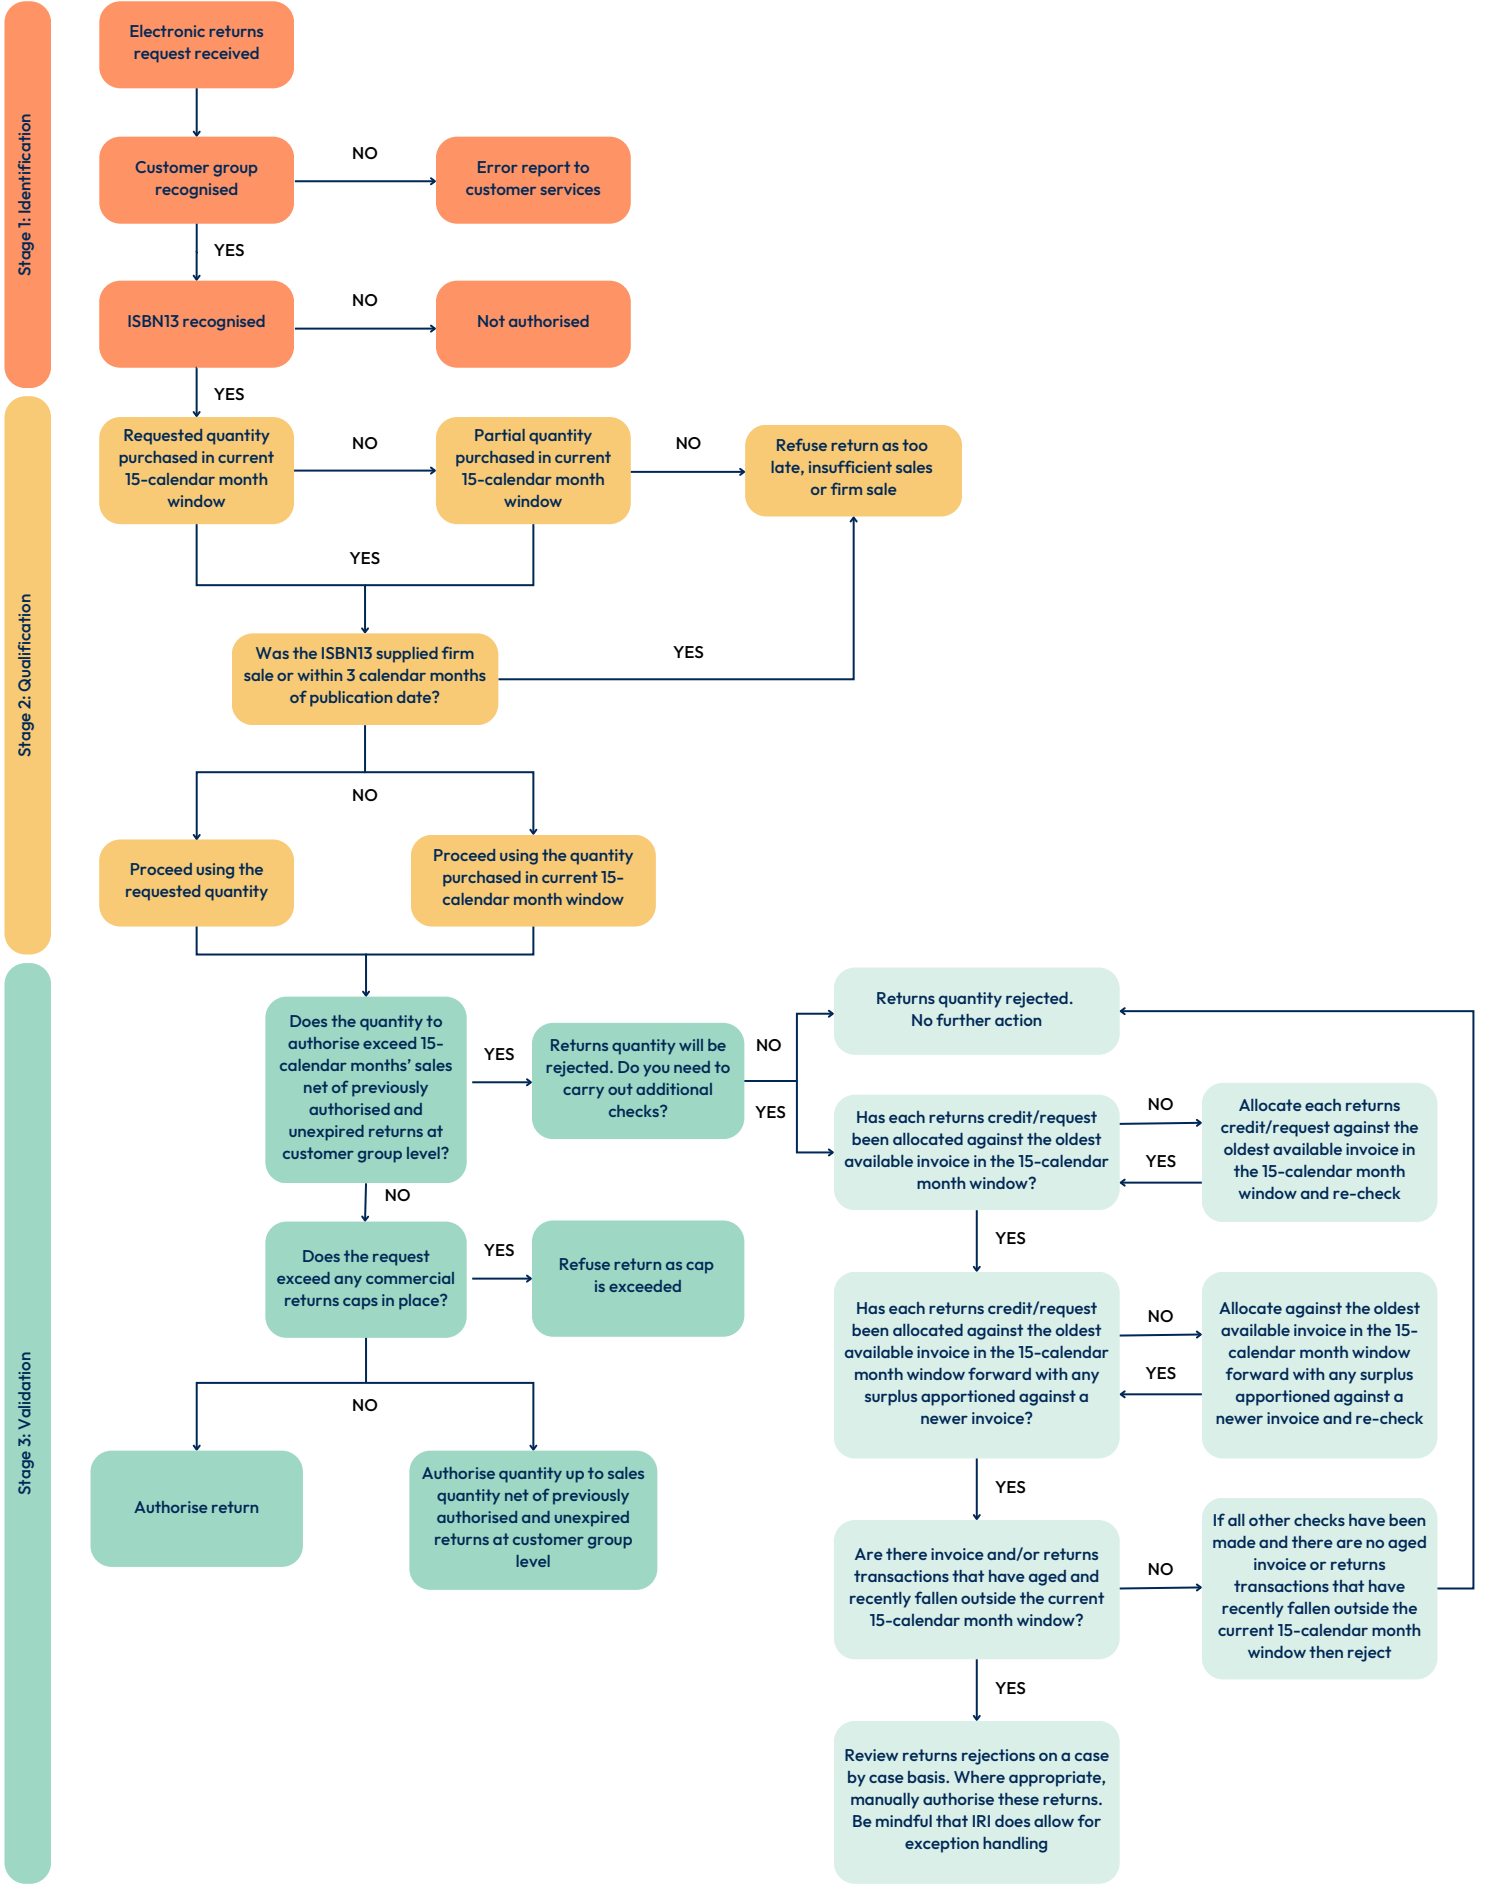 Stage 1: Identification
Electronic returns
request received
Customer group
recognised
NO
Error report to
customer services
YES
ISBN13 recognised
NO
Not authorised
YES
Stage 2: Qualification
Requested quantity
purchased in current
15-calendar month
window
NO
Partial quantity
purchased in current
15-calendar month
window
NO
Refuse return as too
late, insufficient sales
or firm sale
YES
Was the ISBN13 supplied firm
sale or within 3 calendar months
of publication date?
YES
NO
Proceed using the
requested quantity
Proceed using the quantity
purchased in current 15-
calendar month window
Stage 3: Validation
Does the quantity to
authorise exceed 15-
calendar months’ sales
net of previously
authorised and
unexpired returns at
customer group level?
YES
Returns quantity will be
rejected. Do you need to
carry out additional
checks?
NO
YES
Returns quantity rejected.
No further action
Has each returns credit/request
been allocated against the oldest
available invoice in the 15-calendar
month window?
NO
YES
Allocate each returns
credit/request against the
oldest available invoice in
the 15-calendar month
window and re-check
NO
Does the request
exceed any commercial
returns caps in place?
YES
Refuse return as cap
is exceeded
YES
Has each returns credit/request
been allocated against the oldest
available invoice in the 15-calendar
month window forward with any
surplus apportioned against a
newer invoice?
NO
YES
Allocate against the oldest
available invoice in the 15-
calendar month window
forward with any surplus
apportioned against a
newer invoice and re-check
NO
Authorise return
Authorise quantity up to sales
quantity net of previously
authorised and unexpired
returns at customer group
level
YES
Are there invoice and/or returns
transactions that have aged and
recently fallen outside the current
15-calendar month window?
NO
If all other checks have been
made and there are no aged
invoice or returns
transactions that have
recently fallen outside the
current 15-calendar month
window then reject
YES
Review returns rejections on a case
by case basis. Where appropriate,
manually authorise these returns.
Be mindful that IRI does allow for
exception handling